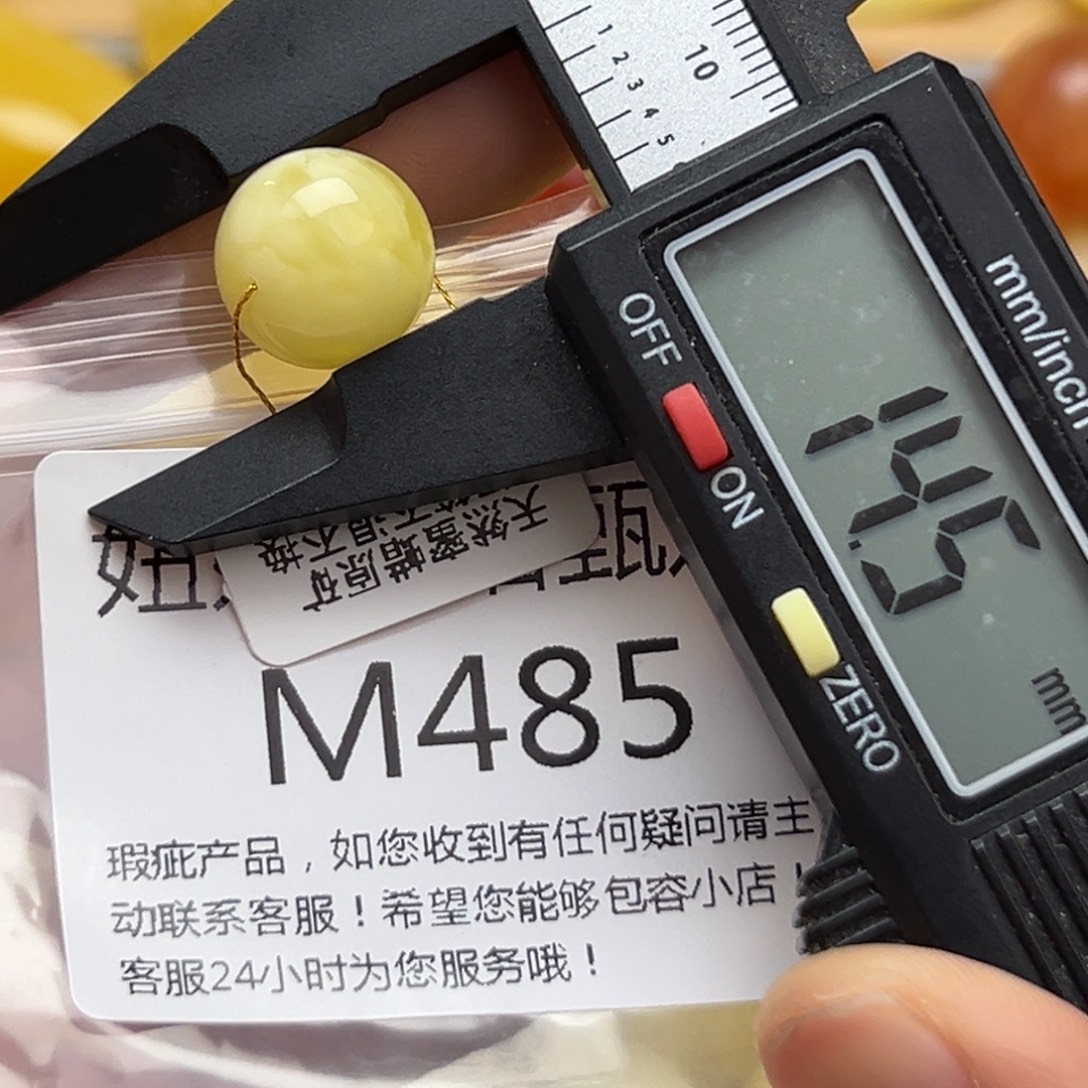 1 2 3 4 5
10
mm/inch
OFF
ON
ZERO
14.5
mm
天然蜜蜡原矿
M485
瑕疵产品，如您收到有任何疑问请主
动联系客服！希望您能够包容小店！
客服24小时为您服务哦！